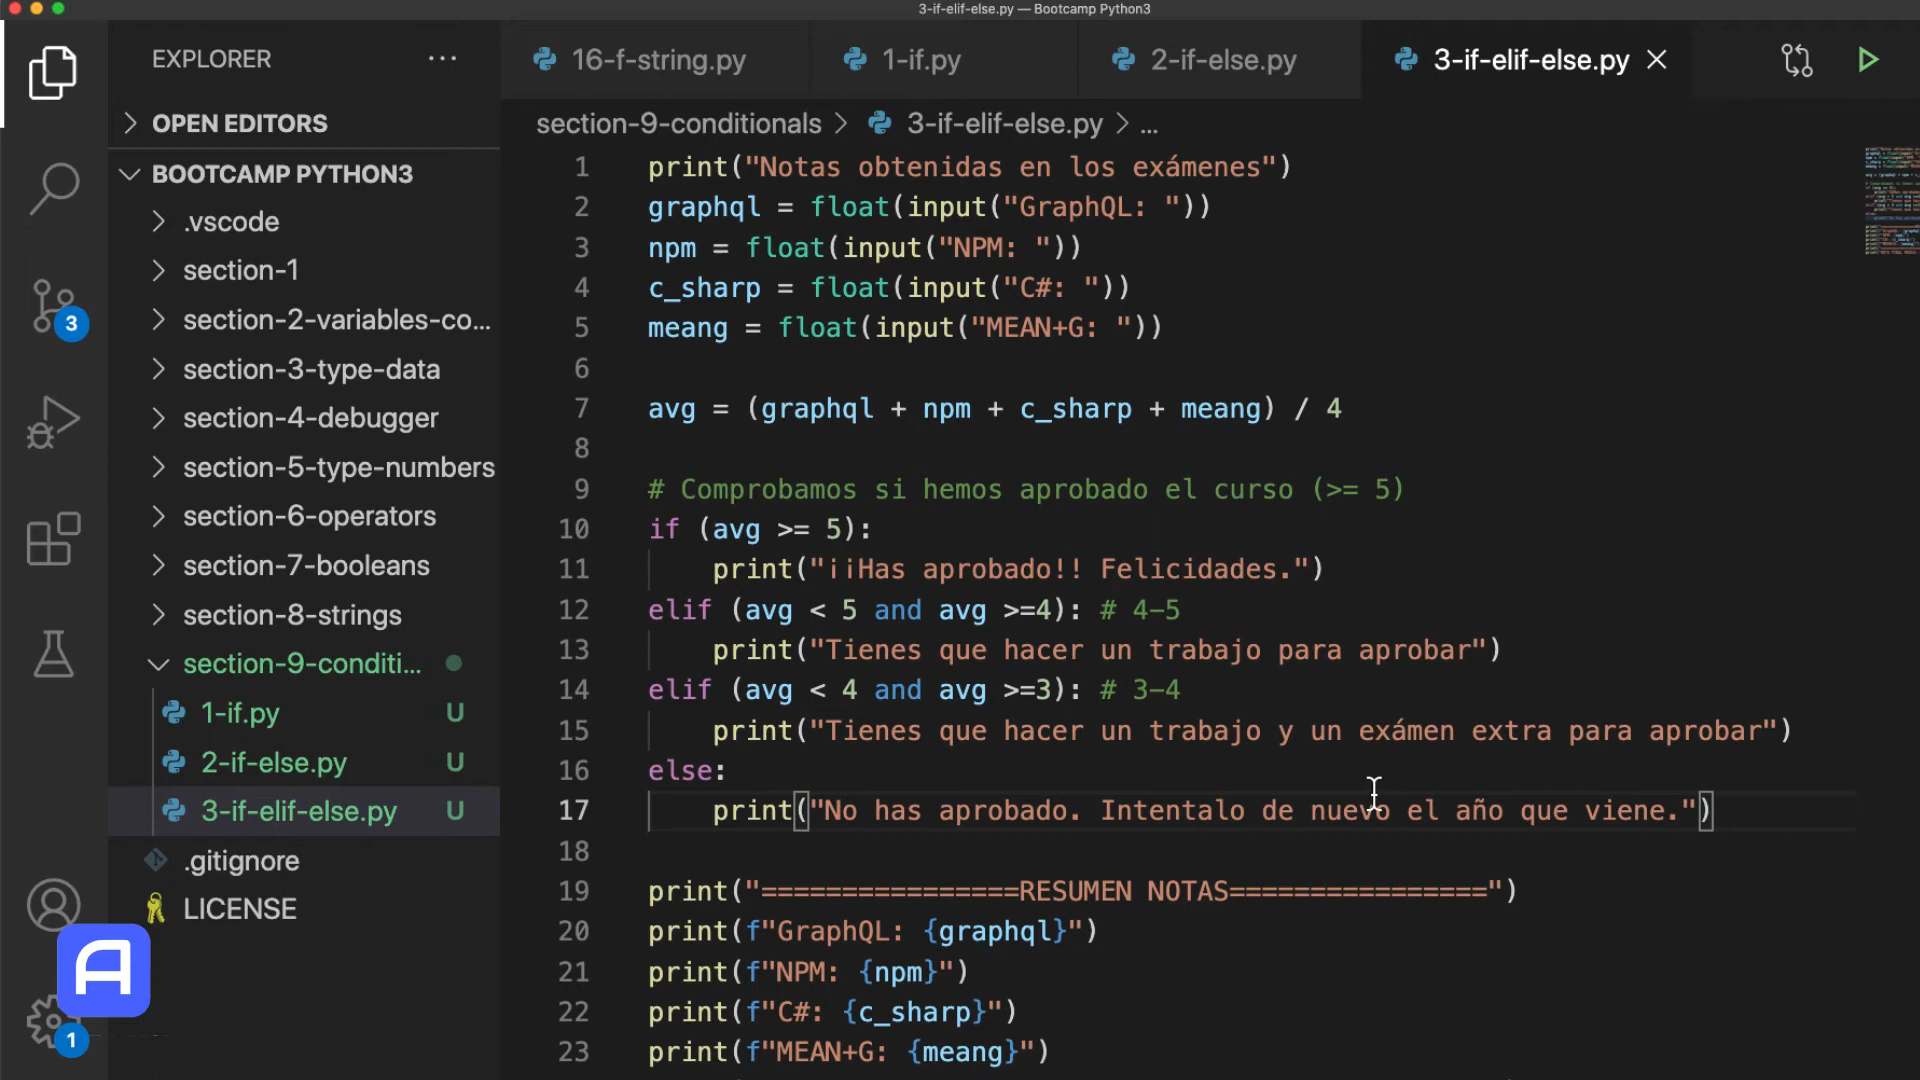 3-if-elif-else.py — Bootcamp Python3
EXPLORER
OPEN EDITORS
BOOTCAMP PYTHON3
.vscode
section-1
section-2-variables-co...
section-3-type-data
section-4-debugger
section-5-type-numbers
section-6-operators
section-7-booleans
section-8-strings
section-9-conditi...
1-if.py U
2-if-else.py U
3-if-elif-else.py U
.gitignore
LICENSE
3
1
A
16-f-string.py 1-if.py 2-if-else.py 3-if-elif-else.py
section-9-conditionals > 3-if-elif-else.py > ...
1 print("Notas obtenidas en los exámenes")
2 graphql = float(input("GraphQL: "))
3 npm = float(input("NPM: "))
4 c_sharp = float(input("C#: "))
5 meang = float(input("MEAN+G: "))
6
7 avg = (graphql + npm + c_sharp + meang) / 4
8
9 # Comprobamos si hemos aprobado el curso (>= 5)
10 if (avg >= 5):
11 print("¡¡Has aprobado!! Felicidades.")
12 elif (avg < 5 and avg >=4): # 4-5
13 print("Tienes que hacer un trabajo para aprobar")
14 elif (avg < 4 and avg >=3): # 3-4
15 print("Tienes que hacer un trabajo y un exámen extra para aprobar")
16 else:
17 print("No has aprobado. Intentalo de nuevo el año que viene.")
18
19 print("================RESUMEN NOTAS================")
20 print(f"GraphQL: {graphql}")
21 print(f"NPM: {npm}")
22 print(f"C#: {c_sharp}")
23 print(f"MEAN+G: {meang}")